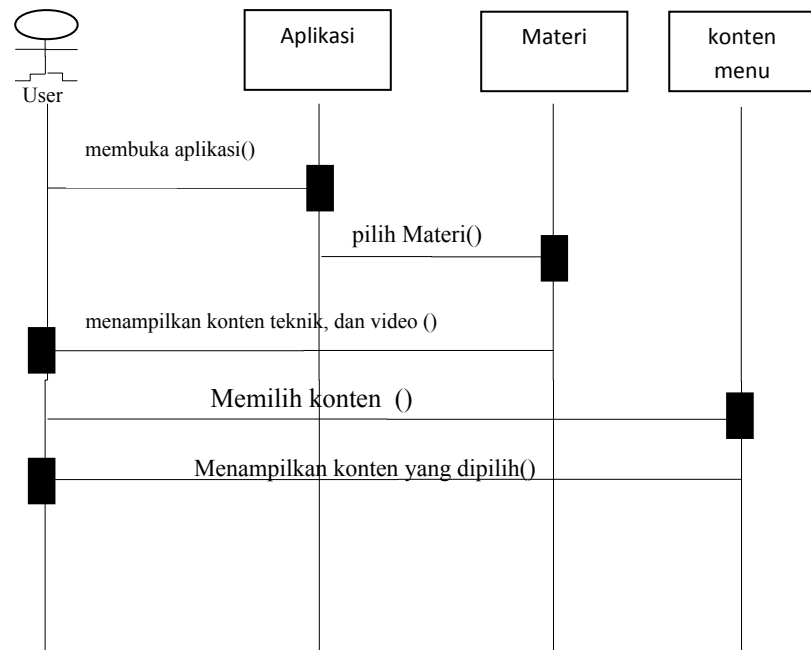 Aplikasi
Materi
konten
menu
User
membuka aplikasi()
pilih Materi()
menampilkan konten teknik, dan video ()
Memilih konten ()
Menampilkan konten yang dipilih()